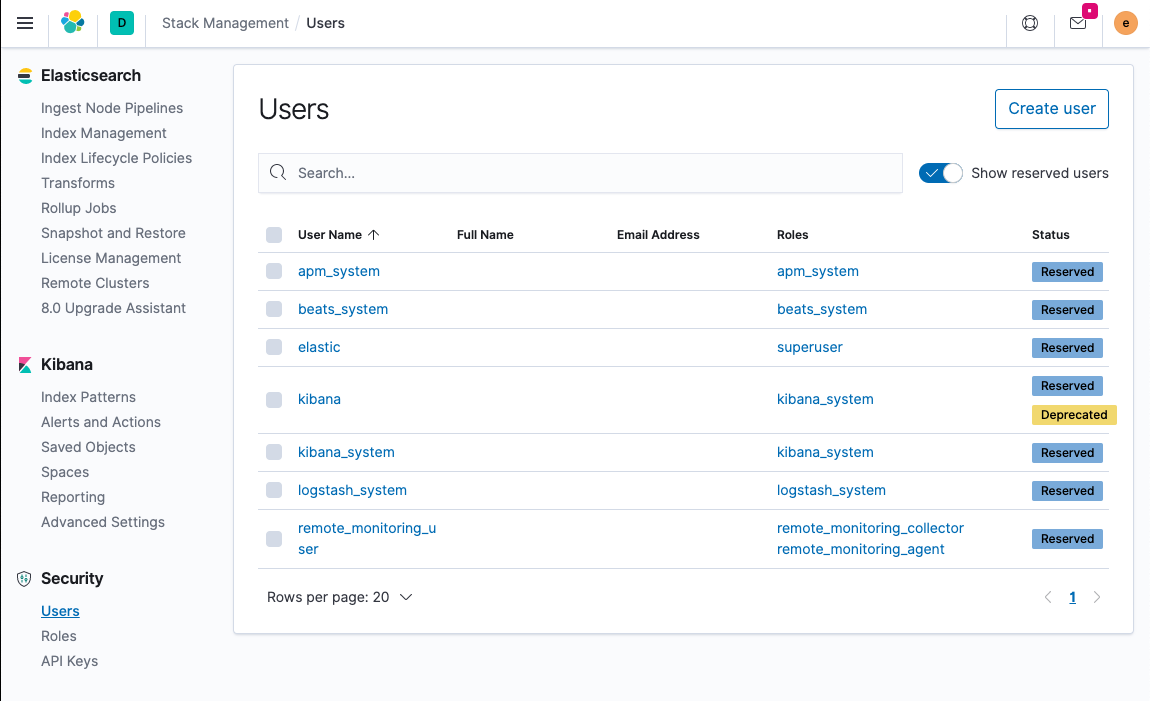 D
Stack Management / Users
e
Elasticsearch
Ingest Node Pipelines
Index Management
Index Lifecycle Policies
Transforms
Rollup Jobs
Snapshot and Restore
License Management
Remote Clusters
8.0 Upgrade Assistant
Kibana
Index Patterns
Alerts and Actions
Saved Objects
Spaces
Reporting
Advanced Settings
Security
Users
Roles
API Keys
Users
Create user
Search...
Show reserved users
User Name Full Name Email Address Roles Status
apm_system apm_system Reserved
beats_system beats_system Reserved
elastic superuser Reserved
kibana kibana_system Reserved
Deprecated
kibana_system kibana_system Reserved
logstash_system logstash_system Reserved
remote_monitoring_u remote_monitoring_collector Reserved
ser remote_monitoring_agent
Rows per page: 20
1